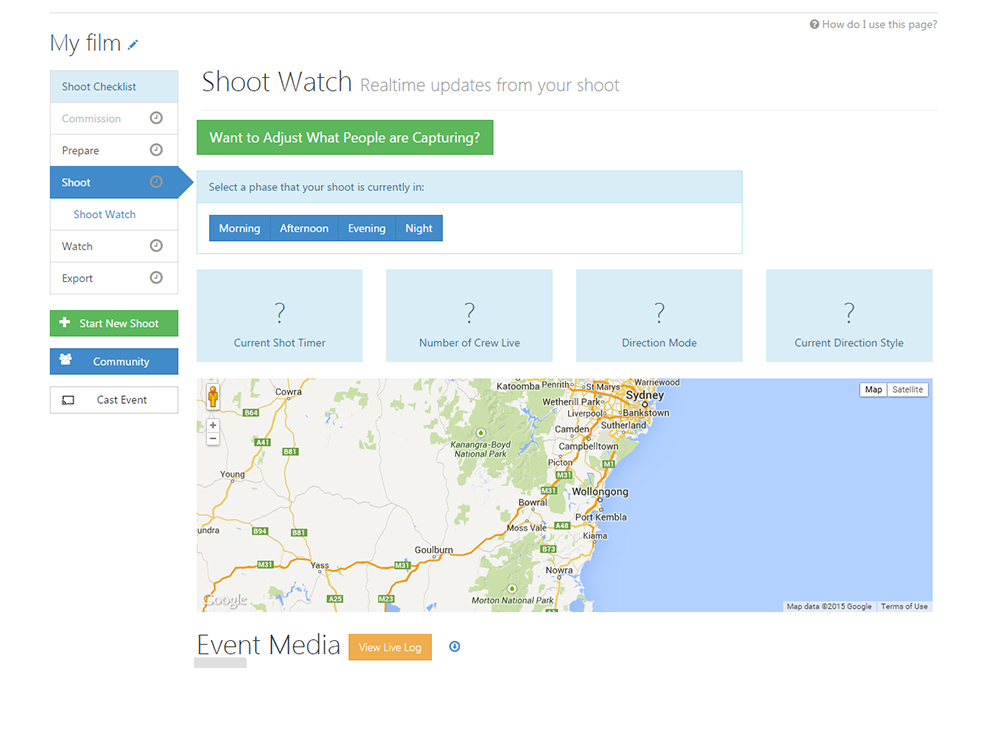 How do I use this page?
My film
Shoot Checklist
Commission
Prepare
Shoot
Shoot Watch
Watch
Export
Start New Shoot
Community
Cast Event
Shoot Watch Realtime updates from your shoot
Want to Adjust What People are Capturing?
Select a phase that your shoot is currently in:
Morning Afternoon Evening Night
? ? ? ?
Current Shot Timer Number of Crew Live Direction Mode Current Direction Style
Map Satellite
Katoomba Penrith St Marys Warriewood
Cowra
Sydney
Wetherill Park
B64
Liverpool Bankstown
Camden Sutherland
A41
Kanangra-Boyd
National Park
Campbelltown
B81
Picton M1
Young
M31
M31 Wollongong
Bowral
Port Kembla
undra B94 B81
Moss Vale A48
Kiama
Goulburn B73
M31 Yass M31
Nowra
Morton National Park
A25 M23 A1
Google
Map data ©2015 Google Terms of Use
Event Media View Live Log